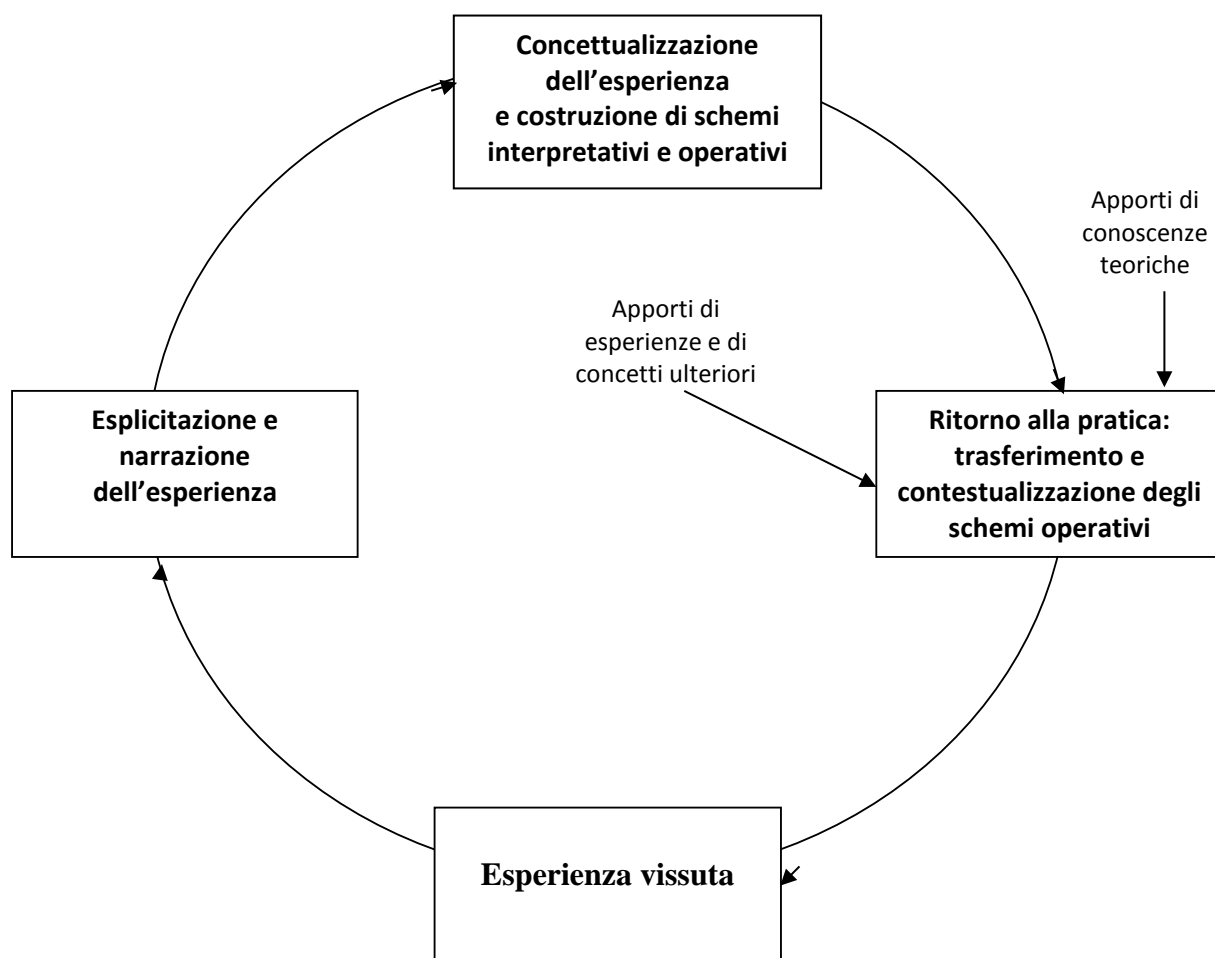 Concettualizzazione
dell’esperienza
e costruzione di schemi
interpretativi e operativi
Apporti di
conoscenze
teoriche
Apporti di
esperienze e di
concetti ulteriori
Esplicitazione e
narrazione
dell’esperienza
Ritorno alla pratica:
trasferimento e
contestualizzazione degli
schemi operativi
Esperienza vissuta